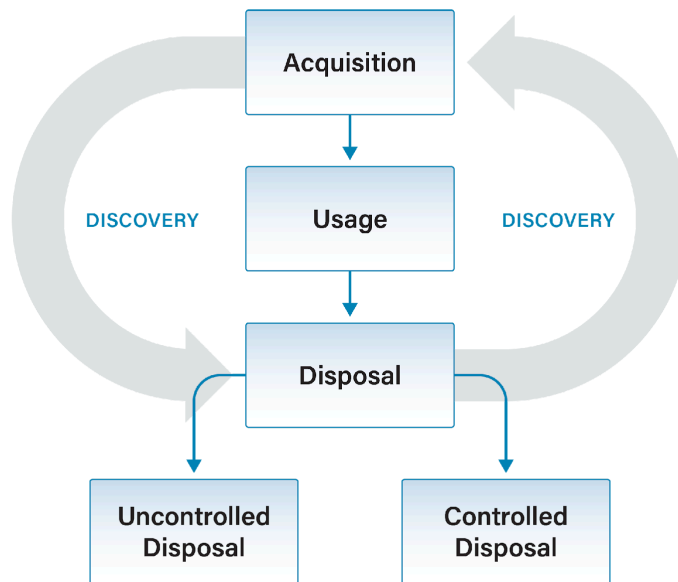 Acquisition
DISCOVERY
Usage
DISCOVERY
Disposal
Uncontrolled
Disposal
Controlled
Disposal